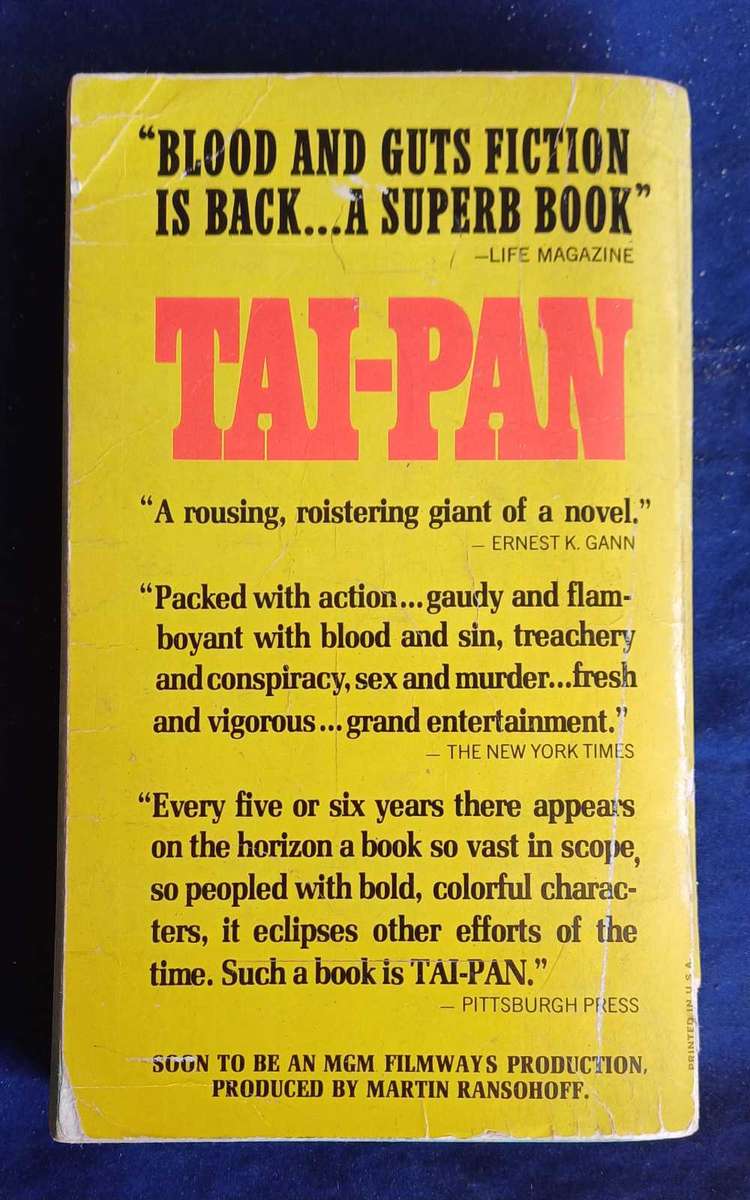 “BLOOD AND GUTS FICTION
IS BACK...A SUPERB BOOK”
—LIFE MAGAZINE
TAI-PAN
“A rousing, roistering giant of a novel.”
— ERNEST K. GANN
“Packed with action...gaudy and flam-
boyant with blood and sin, treachery
and conspiracy, sex and murder...fresh
and vigorous...grand entertainment.”
— THE NEW YORK TIMES
“Every five or six years there appears
on the horizon a book so vast in scope,
so peopled with bold, colorful charac-
ters, it eclipses other efforts of the
time. Such a book is TAI-PAN.”
— PITTSBURGH PRESS
SOON TO BE AN MGM FILMWAYS PRODUCTION,
PRODUCED BY MARTIN RANSOHOFF.
PRINTED IN U.S.A.